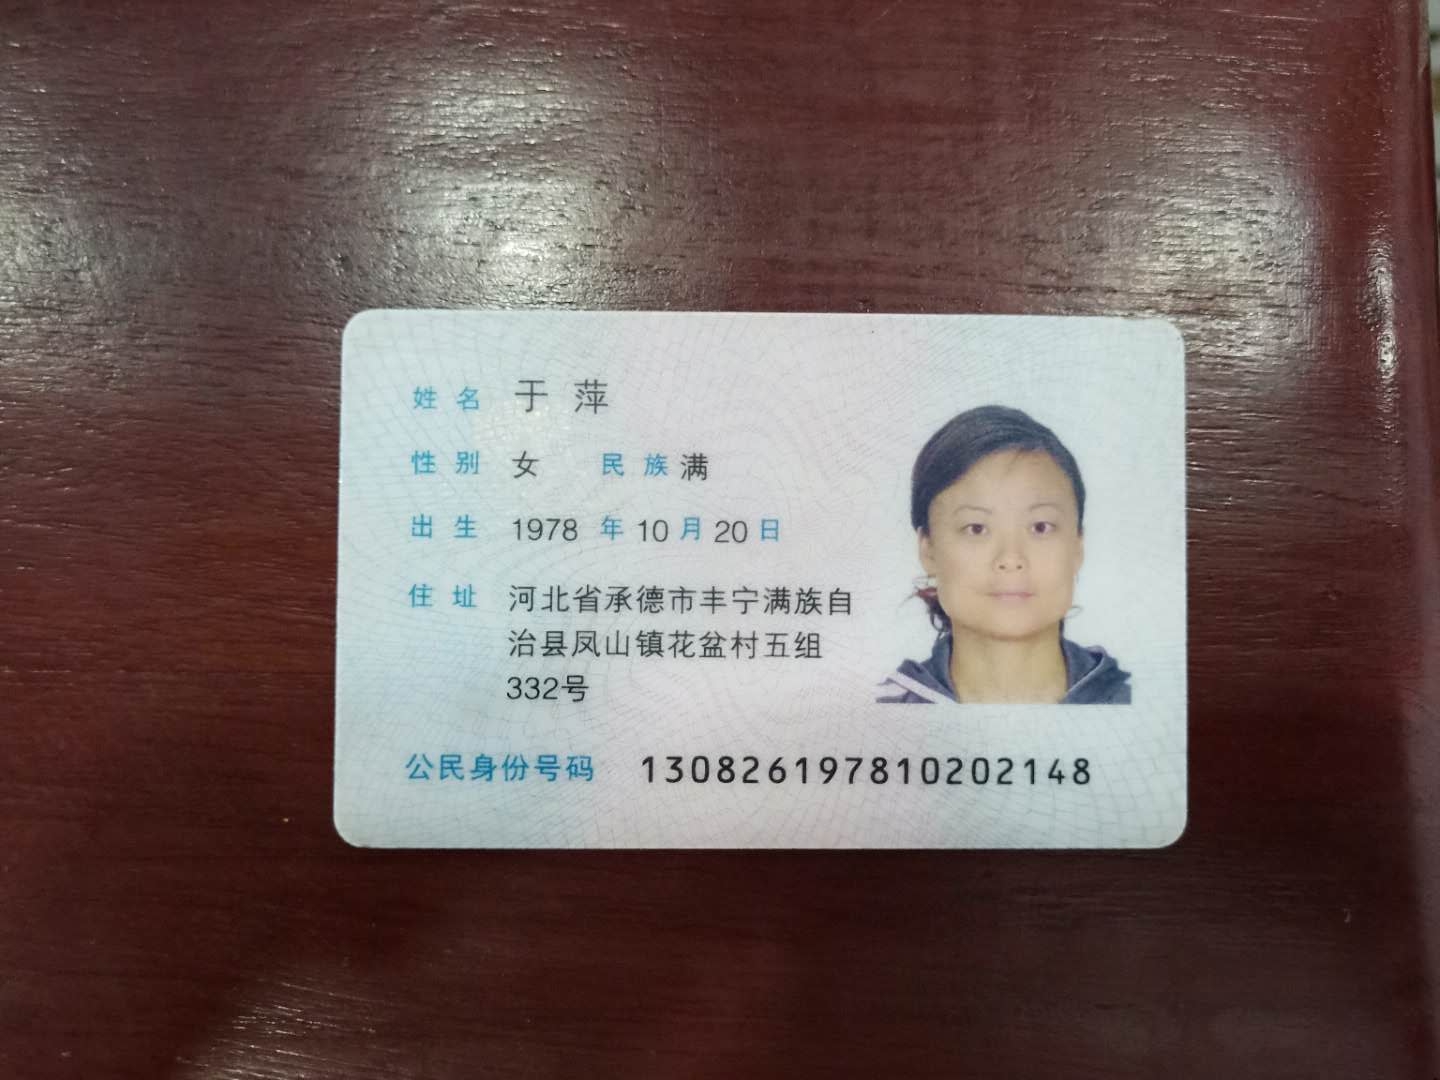 姓名 于萍
性别 女 民族 满
出生 1978 年 10 月 20 日
住址 河北省承德市丰宁满族自
治县凤山镇花盆村五组
332号
公民身份号码 130826197810202148